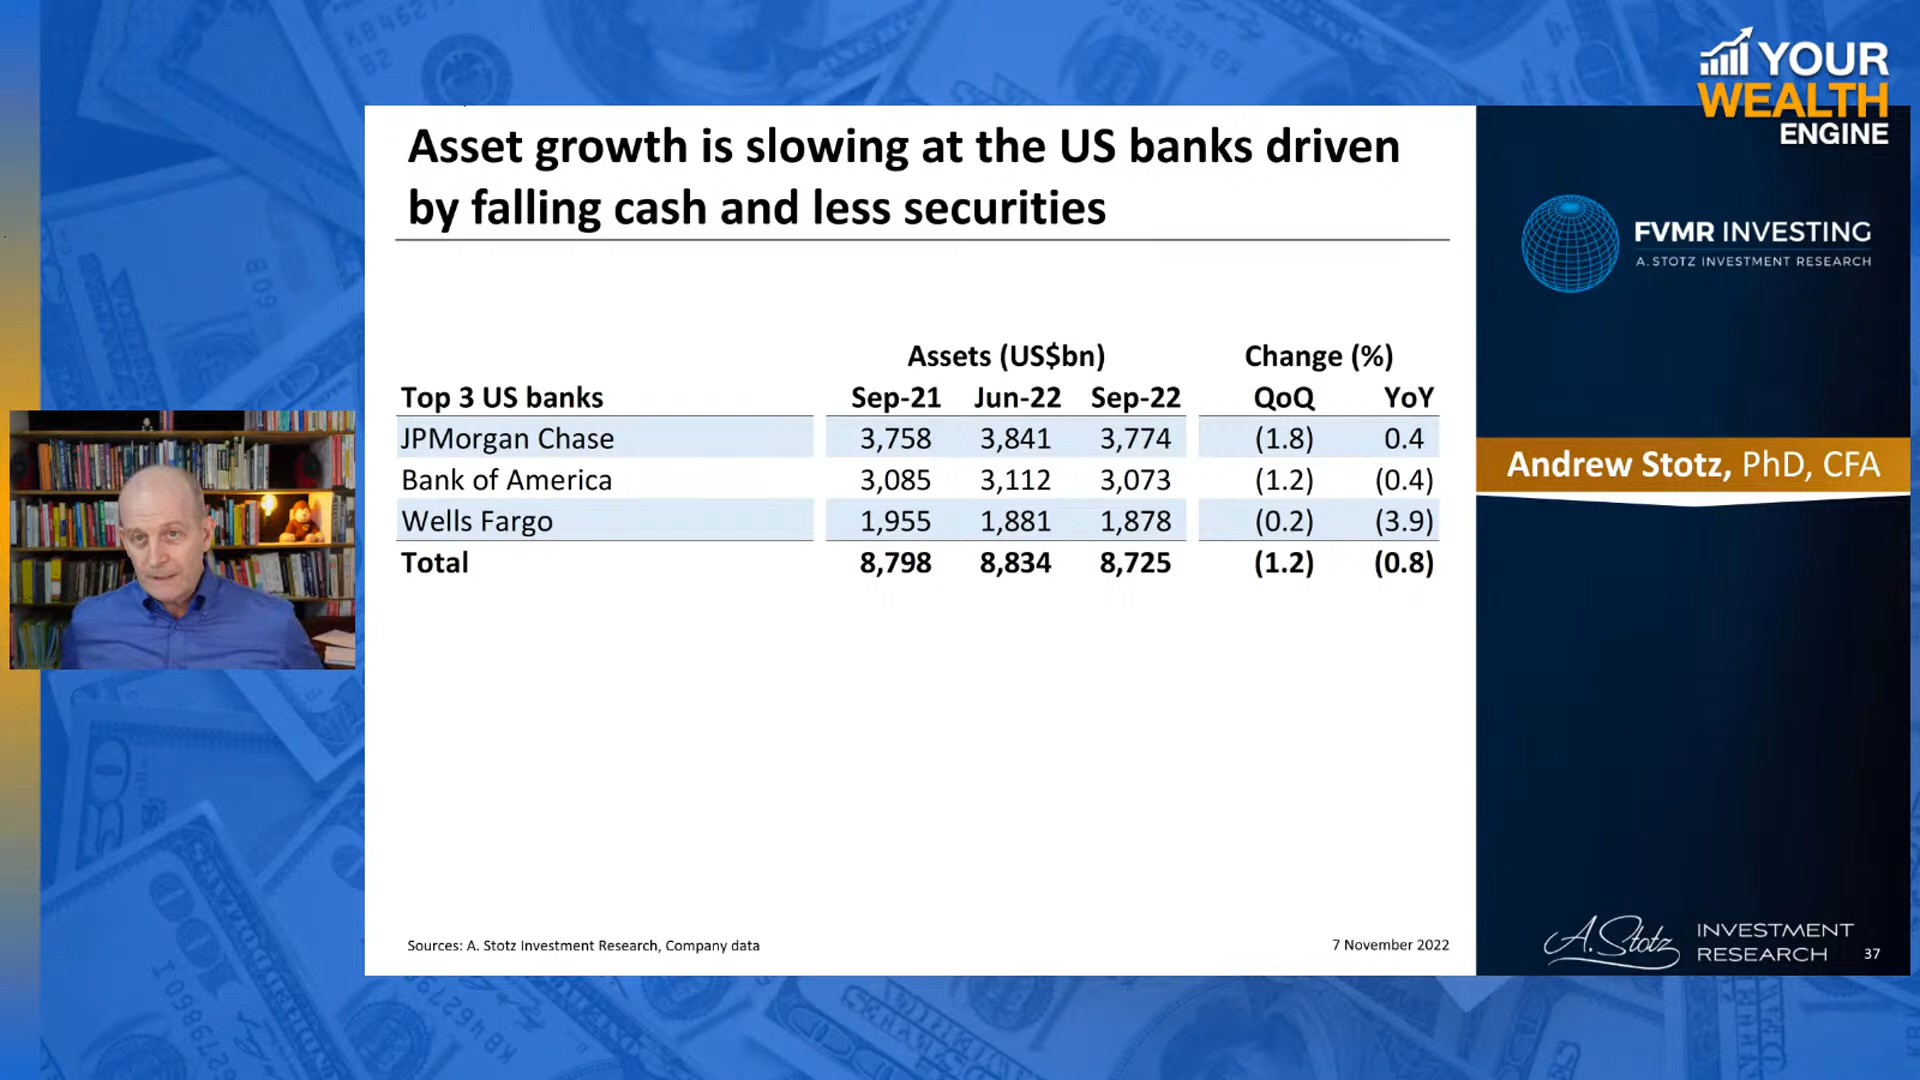 YOUR
WEALTH
ENGINE
Asset growth is slowing at the US banks driven
by falling cash and less securities
FVMR INVESTING
A. STOTZ INVESTMENT RESEARCH
Assets (US$bn) Change (%)
Top 3 US banks Sep-21 Jun-22 Sep-22 QoQ YoY
JPMorgan Chase 3,758 3,841 3,774 (1.8) 0.4
Bank of America 3,085 3,112 3,073 (1.2) (0.4)
Wells Fargo 1,955 1,881 1,878 (0.2) (3.9)
Total 8,798 8,834 8,725 (1.2) (0.8)
Andrew Stotz, PhD, CFA
Sources: A. Stotz Investment Research, Company data
7 November 2022
A. Stotz INVESTMENT
RESEARCH
37